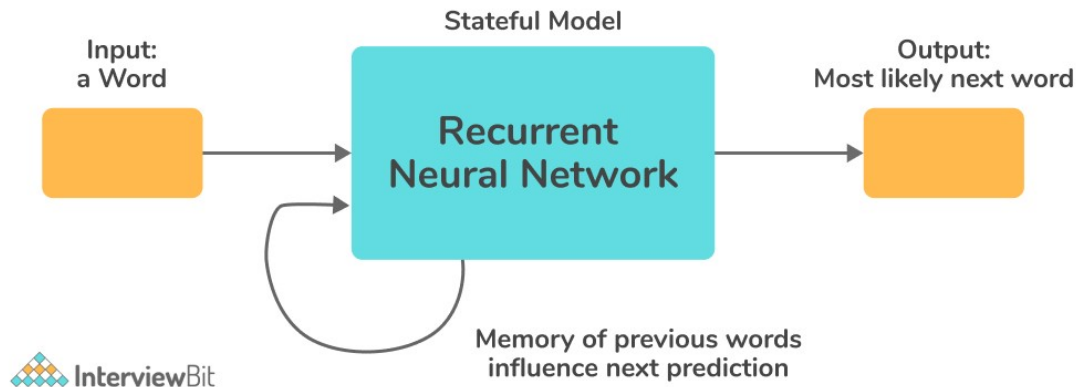 Stateful Model
Input:
a Word
Output:
Most likely next word
Recurrent
Neural Network
Memory of previous words
influence next prediction
InterviewBit